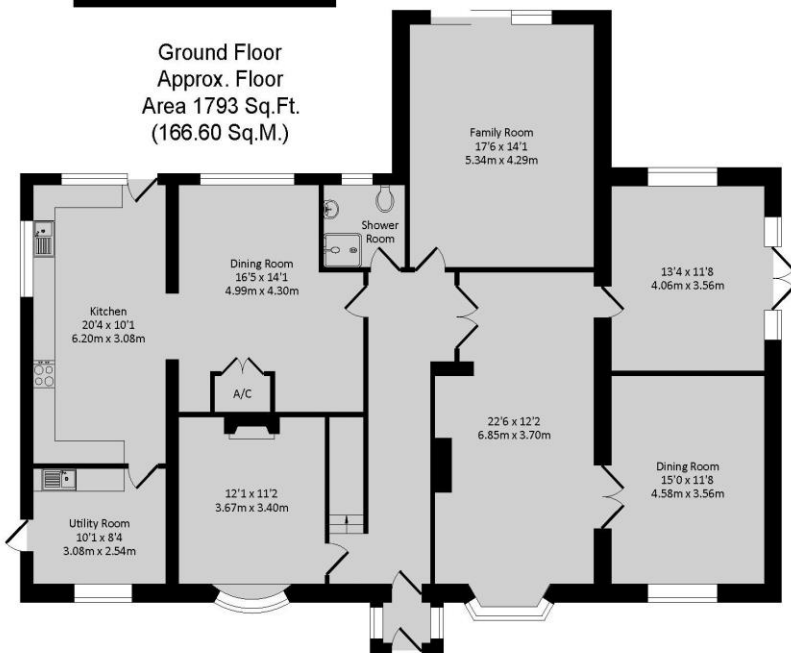 Ground Floor
Approx. Floor
Area 1793 Sq.Ft.
(166.60 Sq.M.)
Family Room
17'6 x 14'1
5.34m x 4.29m
Shower
Room
Dining Room
16'5 x 14'1
4.99m x 4.30m
13'4 x 11'8
4.06m x 3.56m
Kitchen
20'4 x 10'1
6.20m x 3.08m
A/C
22'6 x 12'2
6.85m x 3.70m
Dining Room
15'0 x 11'8
4.58m x 3.56m
12'1 x 11'2
3.67m x 3.40m
Utility Room
10'1 x 8'4
3.08m x 2.54m